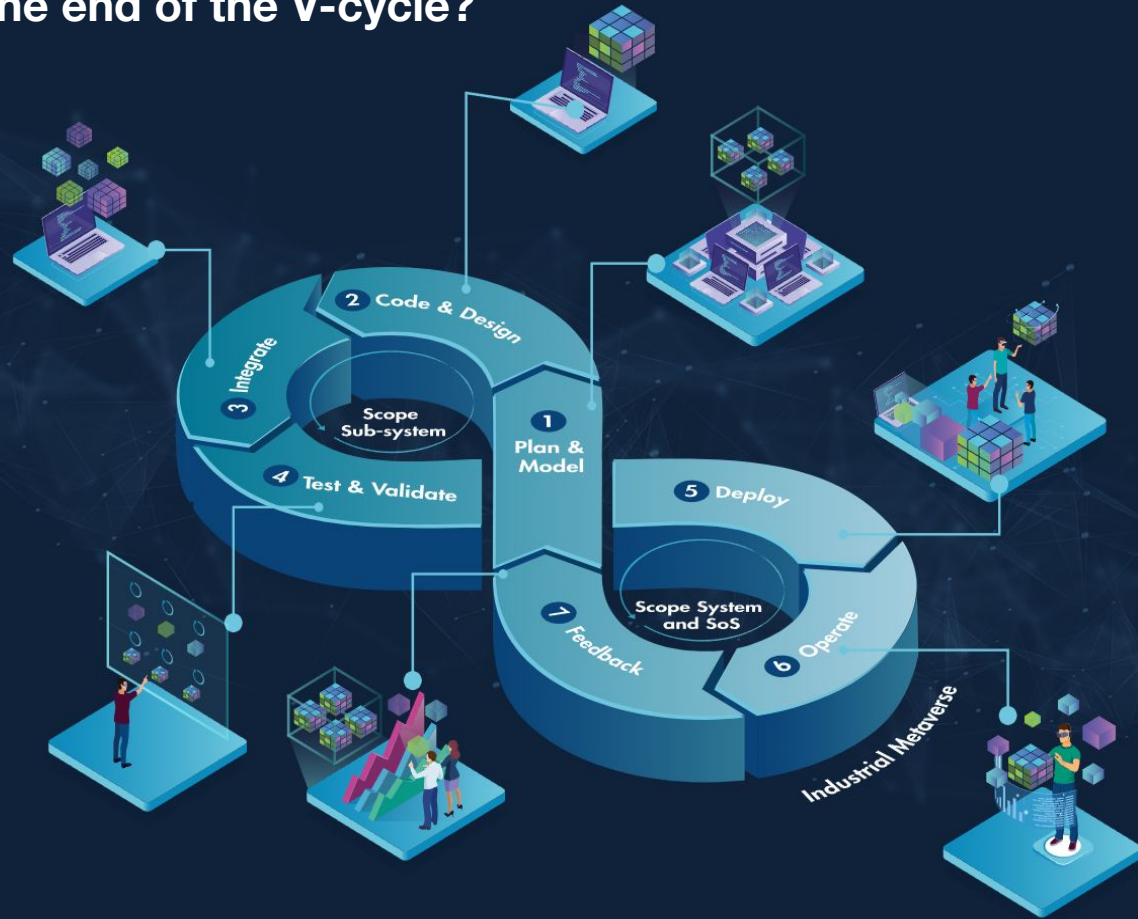 the end of the V-cycle?
2 Code & Design
3 Integrate
Scope
Sub-system
1
Plan &
Model
4 Test & Validate
5 Deploy
Scope System
and SoS
7 Feedback
6 Operate
Industrial Metaverse